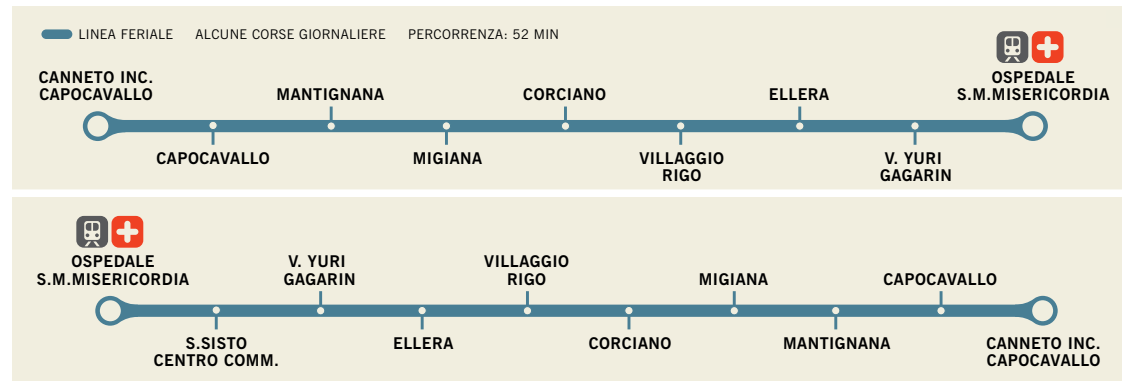 LINEA FERIALE ALCUNE CORSE GIORNALIERE PERCORRENZA: 52 MIN
CANNETO INC.
CAPOCAVALLO
CAPOCAVALLO
MANTIGNANA
MIGIANA
CORCIANO
VILLAGGIO
RIGO
ELLERA
V. YURI
GAGARIN
OSPEDALE
S.M.MISERICORDIA
OSPEDALE
S.M.MISERICORDIA
S.SISTO
CENTRO COMM.
V. YURI
GAGARIN
ELLERA
VILLAGGIO
RIGO
CORCIANO
MIGIANA
MANTIGNANA
CAPOCAVALLO
CANNETO INC.
CAPOCAVALLO